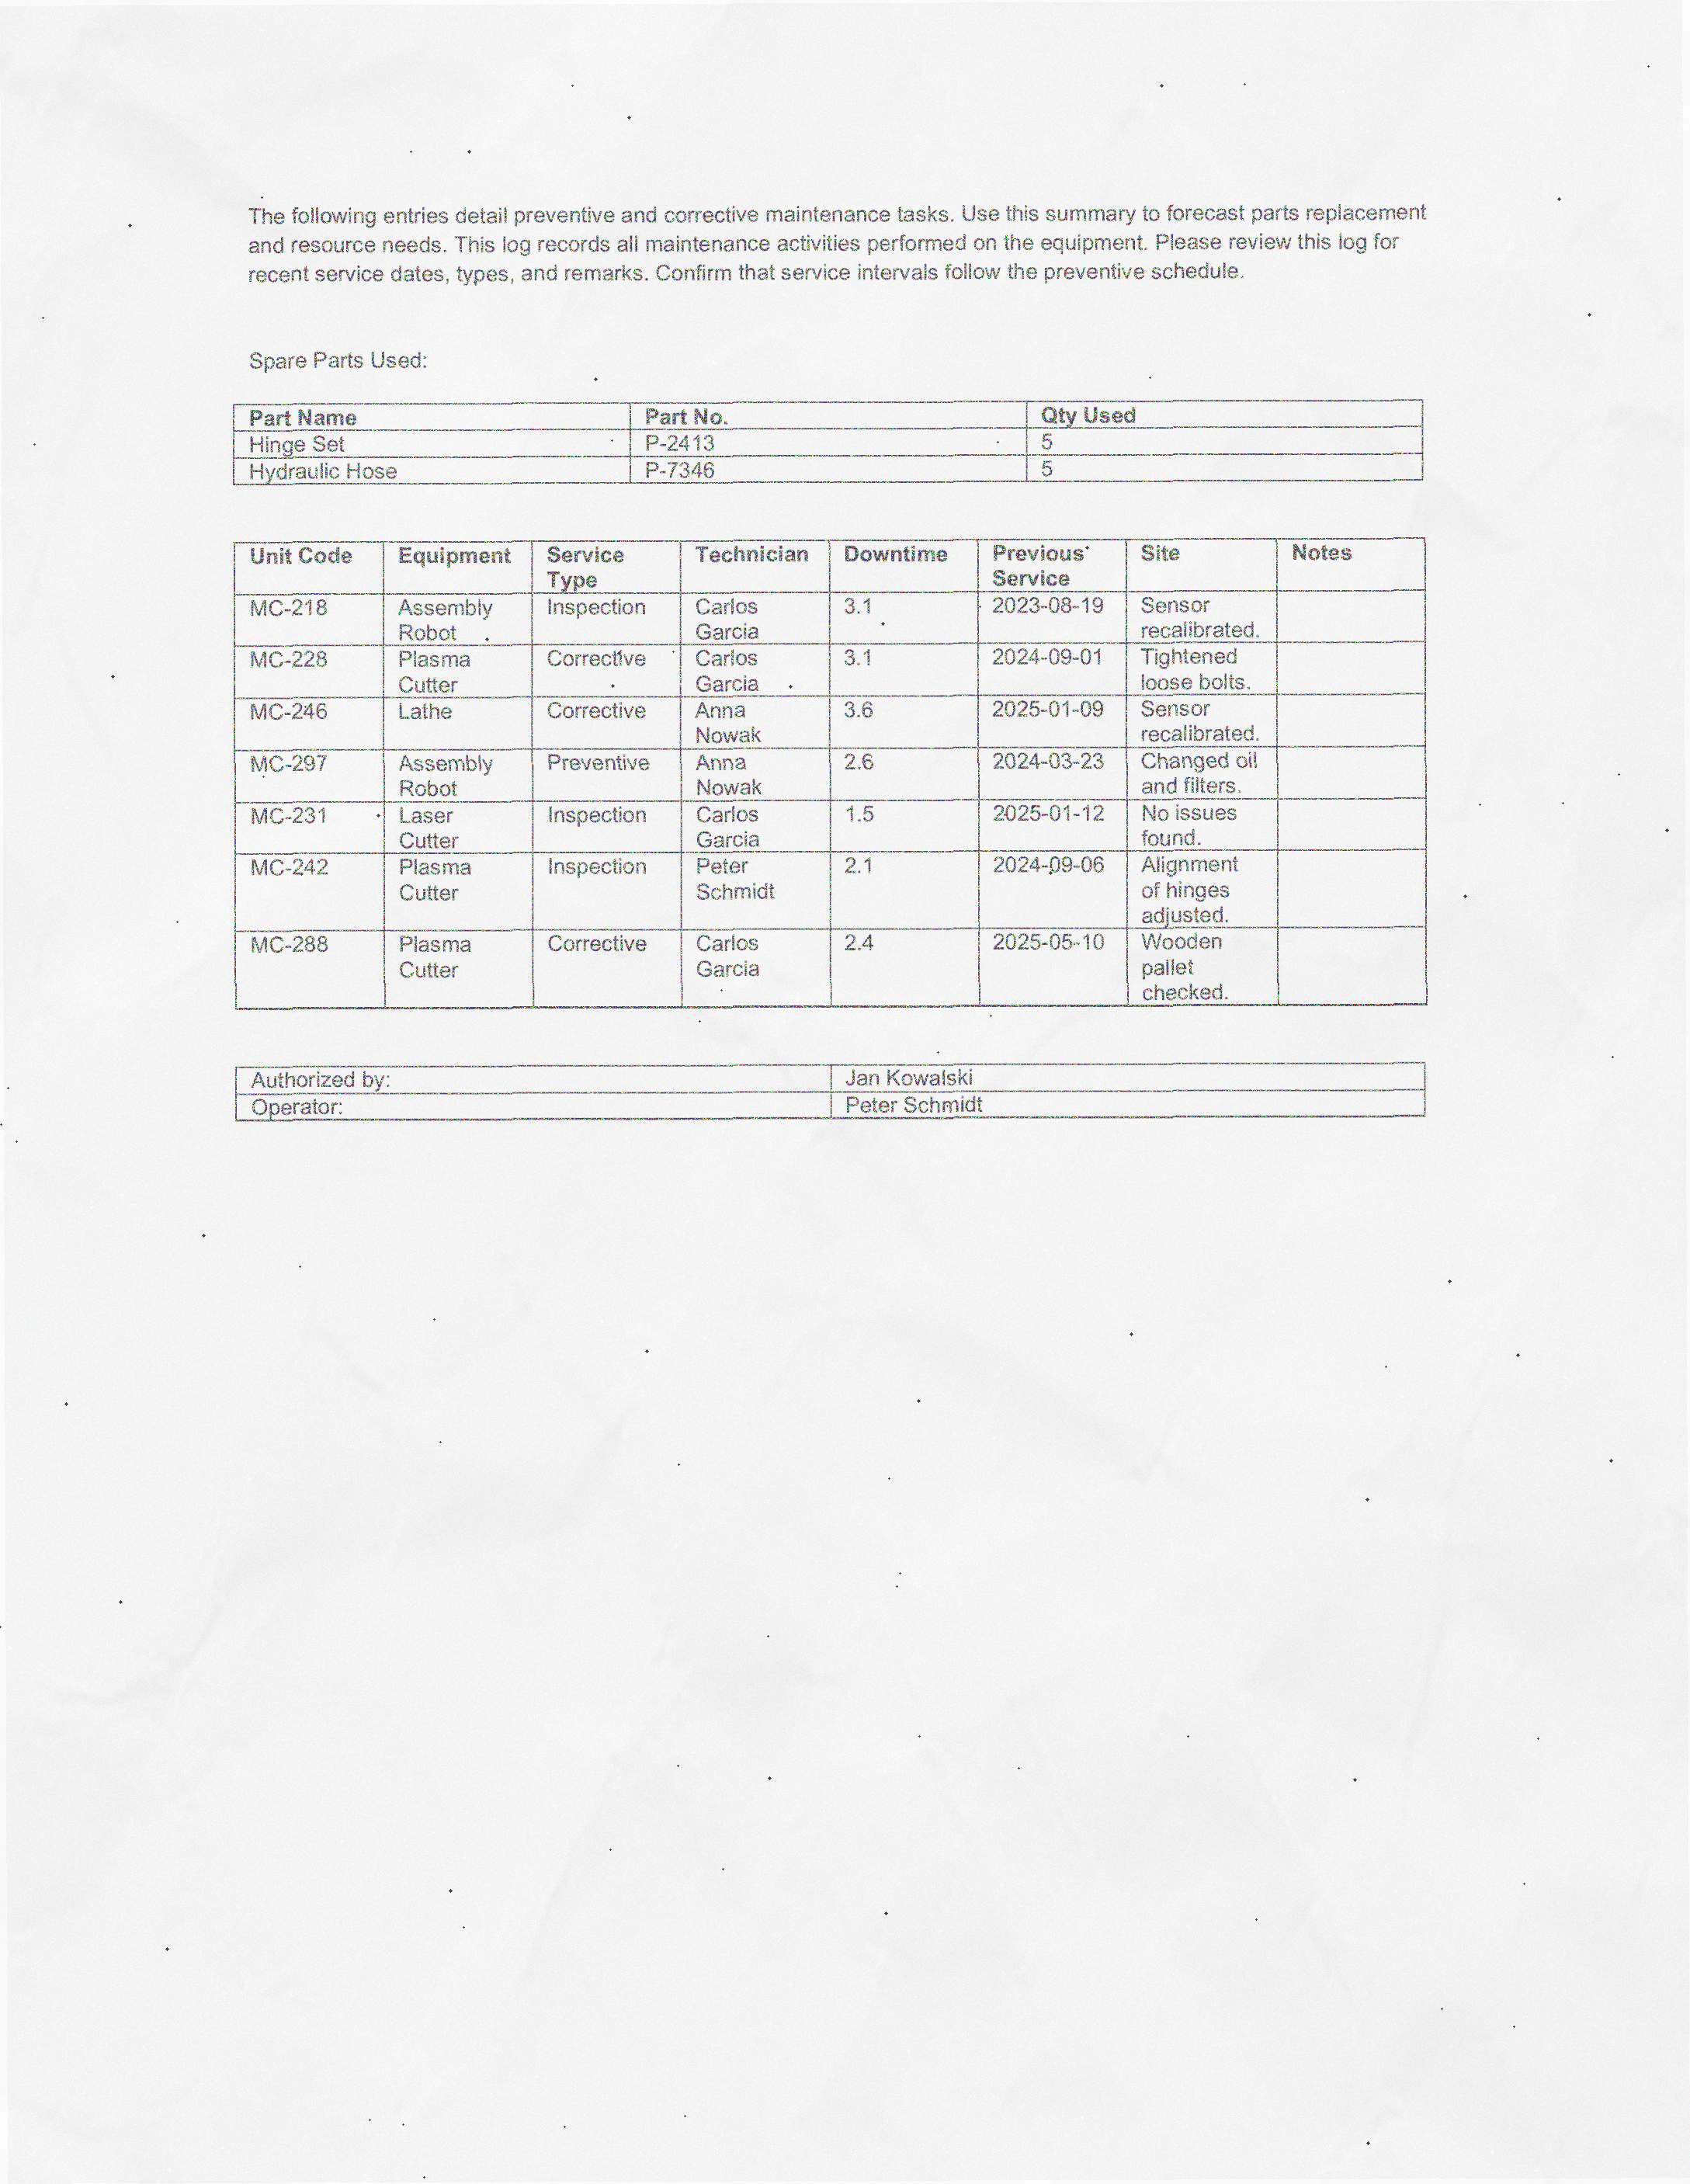 The following entries detail preventive and corrective maintenance tasks. Use this summary to forecast parts replacement
and resource needs. This log records all maintenance activities performed on the equipment. Please review this log for
recent service dates, types, and remarks. Confirm that service intervals follow the preventive schedule.
Spare Parts Used:
Part Name Part No. Qty Used
Hinge Set P-2413 5
Hydraulic Hose P-7346 5
Unit Code Equipment Service Technician Downtime Previous Site Notes
Type Service
MC-218 Assembly Inspection Carlos 3.1 2023-08-19 Sensor
Robot Garcia recalibrated.
MC-228 Plasma Corrective Carlos 3.1 2024-09-01 Tightened
Cutter Garcia loose bolts.
MC-246 Lathe Corrective Anna 3.6 2025-01-09 Sensor
Nowak recalibrated.
MC-297 Assembly Preventive Anna 2.6 2024-03-23 Changed oil
Robot Nowak and filters.
MC-231 Laser Inspection Carlos 1.5 2025-01-12 No issues
Cutter Garcia found.
MC-242 Plasma Inspection Peter 2.1 2024-09-06 Alignment
Cutter Schmidt of hinges
adjusted.
MC-288 Plasma Corrective Carlos 2.4 2025-05-10 Wooden
Cutter Garcia pallet
checked.
Authorized by: Jan Kowalski
Operator: Peter Schmidt